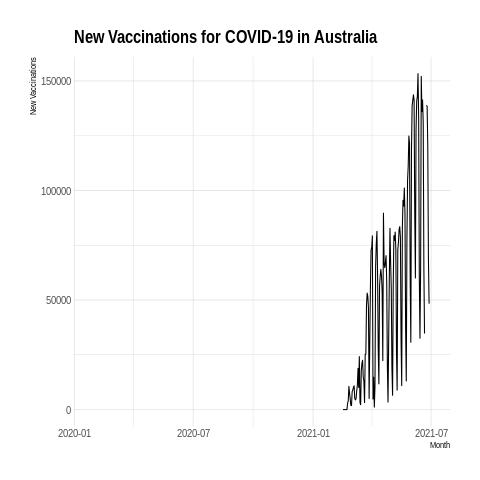 New Vaccinations for COVID-19 in Australia
New Vaccinations
150000
100000
50000
0
2020-01
2020-07
2021-01
2021-07
Month